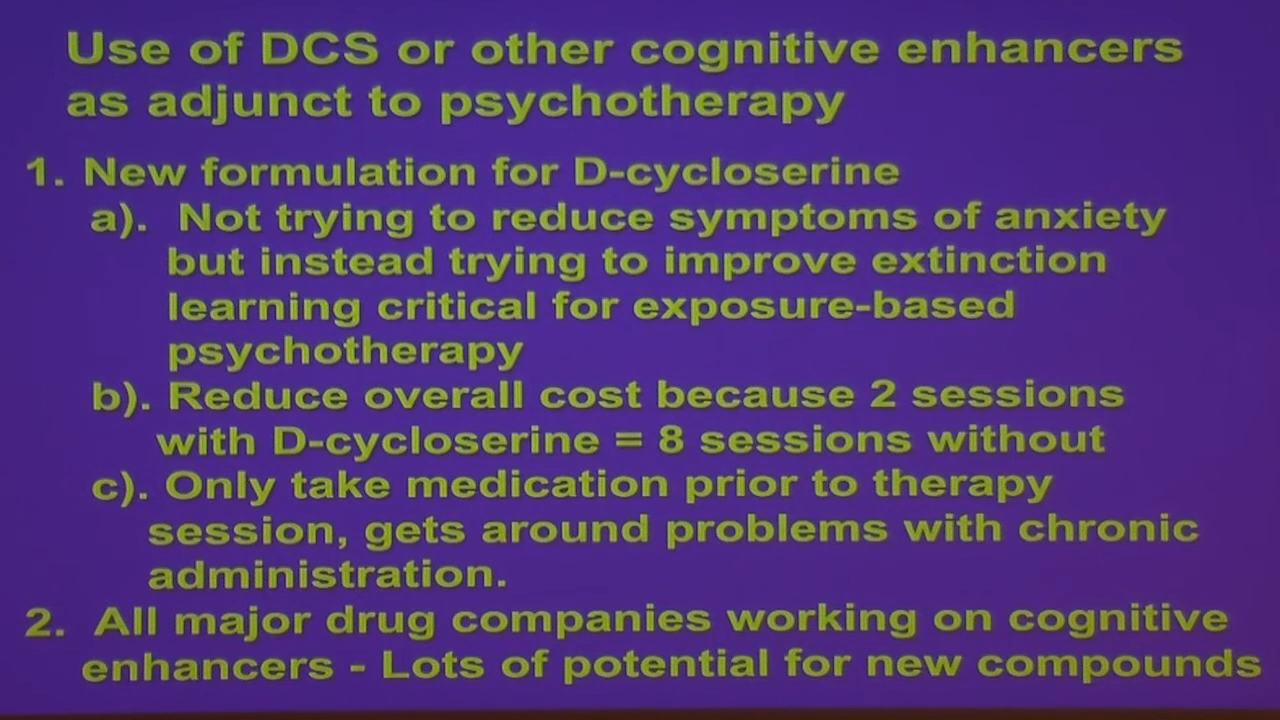 Use of DCS or other cognitive enhancers
as adjunct to psychotherapy
1. New formulation for D-cycloserine
a). Not trying to reduce symptoms of anxiety
but instead trying to improve extinction
learning critical for exposure-based
psychotherapy
b). Reduce overall cost because 2 sessions
with D-cycloserine = 8 sessions without
c). Only take medication prior to therapy
session, gets around problems with chronic
administration.
2. All major drug companies working on cognitive
enhancers - Lots of potential for new compounds